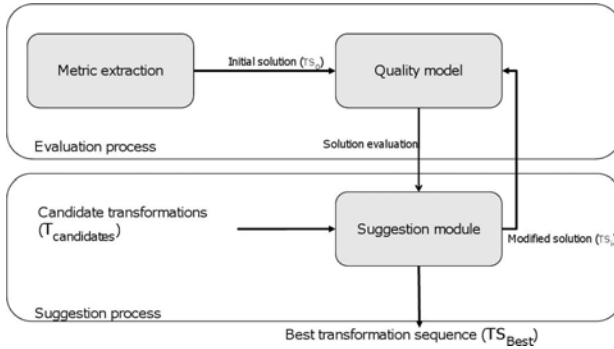 Initial solution (TS0)
Metric extraction
Quality model
Evaluation process
Solution evaluation
Candidate transformations
(Tcandidates)
Suggestion module
Modified solution (TS
Suggestion process
Best transformation sequence (TSBest)